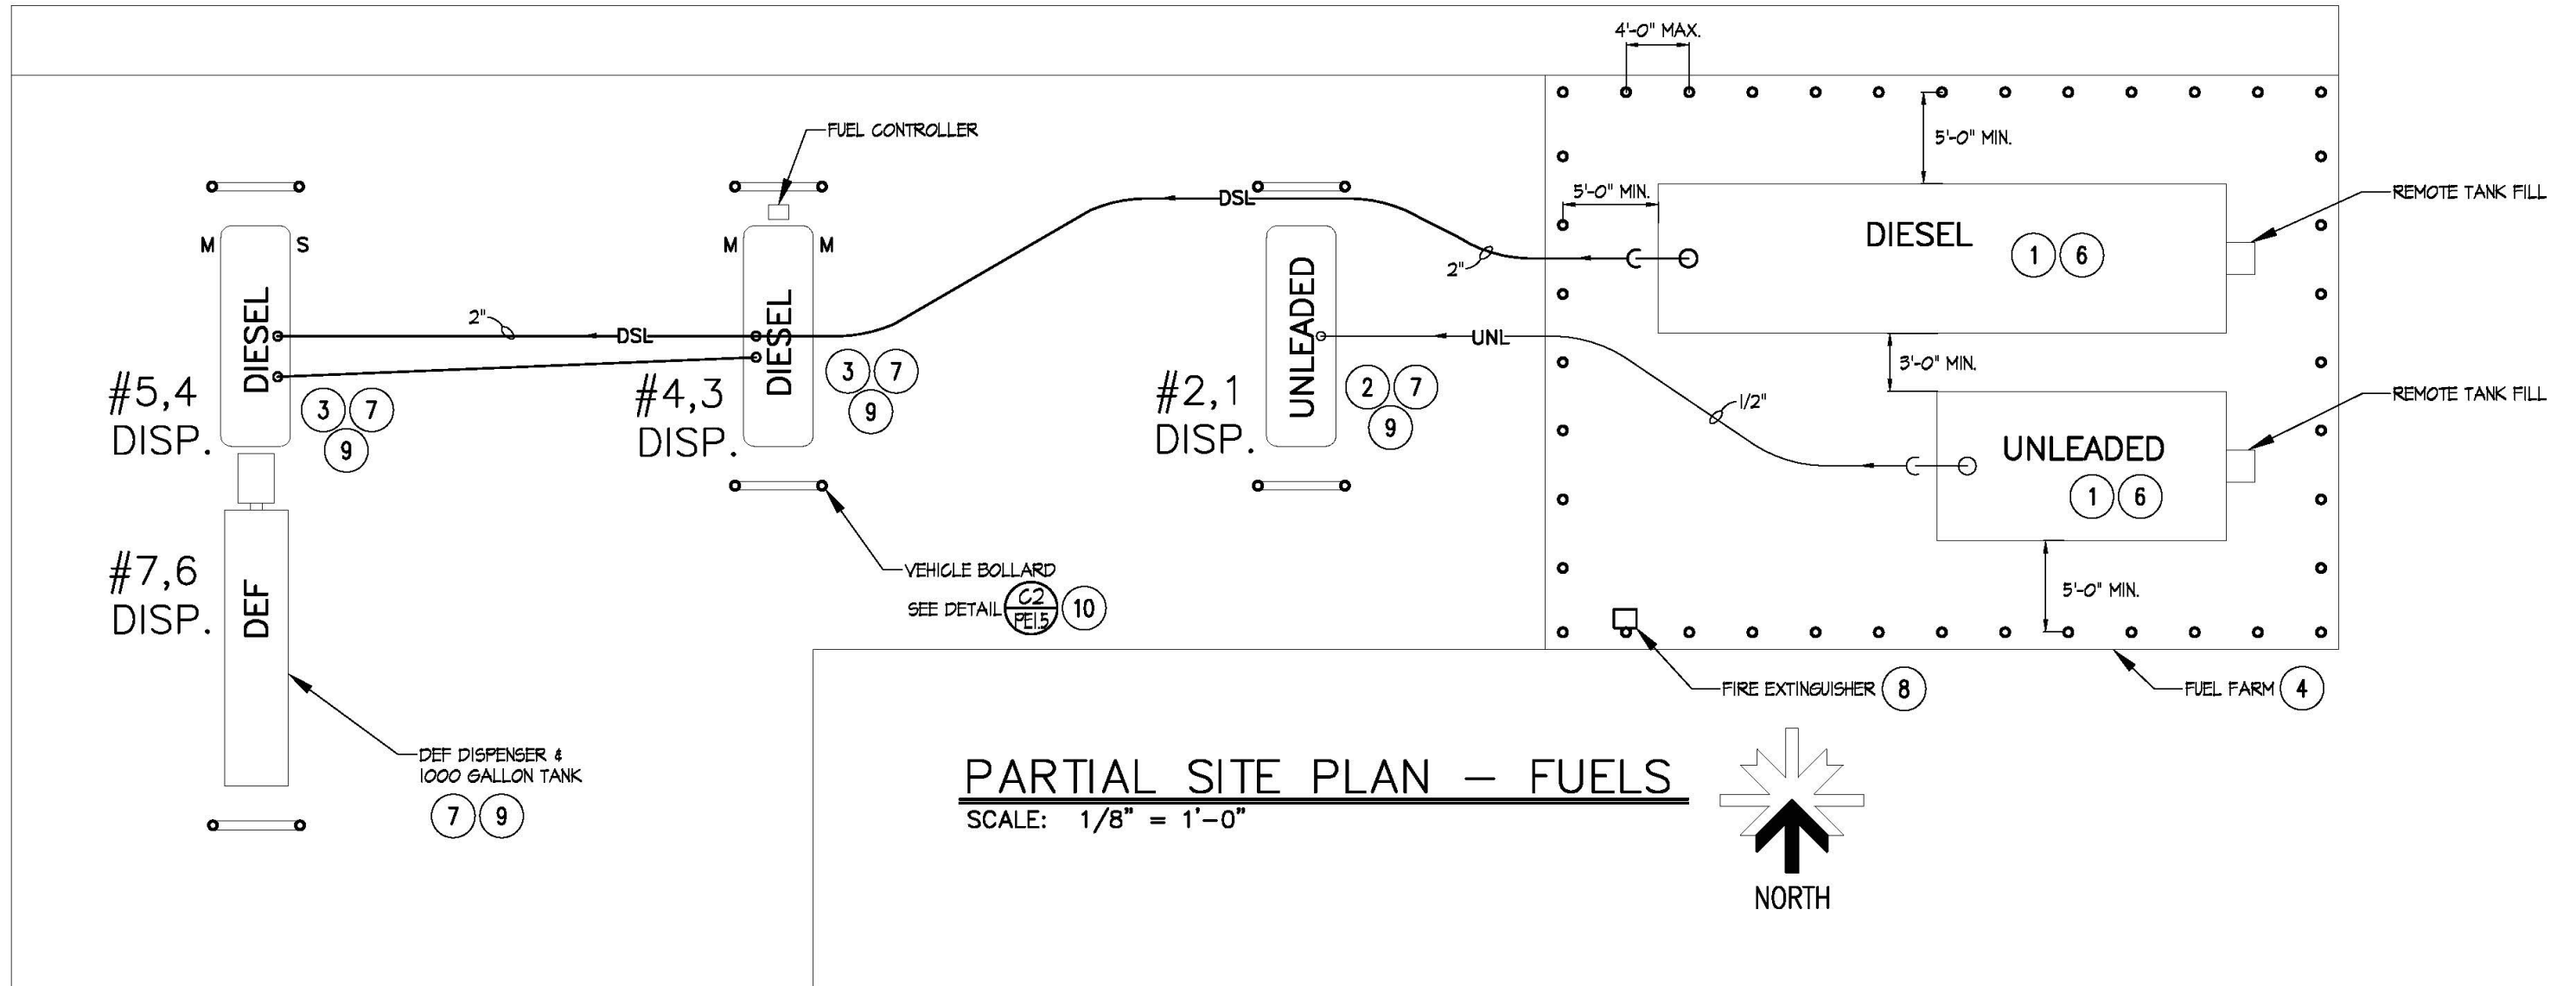 4'-0" MAX.
FUEL CONTROLLER
5'-0" MIN.
5'-0" MIN.
REMOTE TANK FILL
DSL
M
S
M
M
DIESEL
1
6
2"
UNLEADED
DIESEL
DIESEL
2"
DSL
UNL
3'-0" MIN.
3
7
9
#5,4
DISP.
3
7
9
#4,3
DISP.
#2,1
DISP.
2
7
9
1/2"
REMOTE TANK FILL
UNLEADED
1
6
#7,6
DISP.
DEF
VEHICLE BOLLARD
SEE DETAIL
C2
PE1.5
10
5'-0" MIN.
FIRE EXTINGUISHER
8
FUEL FARM
4
DEF DISPENSER &
1000 GALLON TANK
7
9
PARTIAL SITE PLAN – FUELS
SCALE: 1/8" = 1'-0"
NORTH